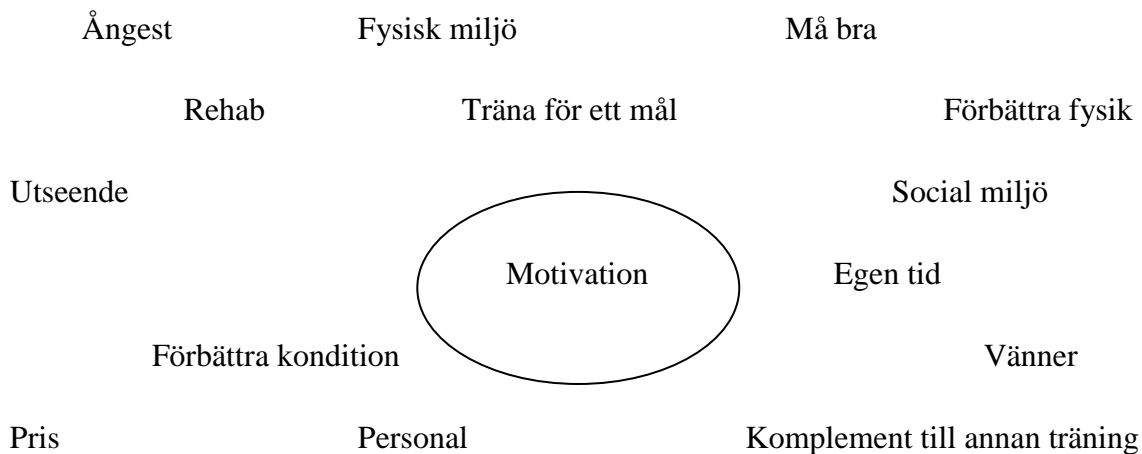 Ångest Fysisk miljö Må bra
Rehab Träna för ett mål Förbättra fysik
Utseende Social miljö
Motivation Egen tid
Förbättra kondition Vänner
Pris Personal Komplement till annan träning